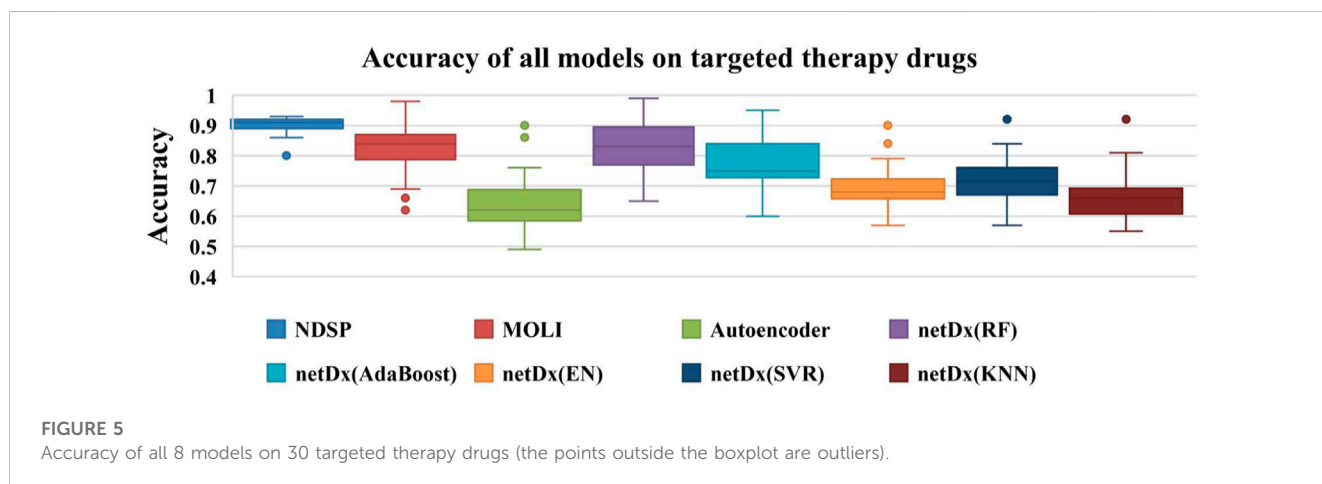 Accuracy of all models on targeted therapy drugs
Accuracy
1
0.9
0.8
0.7
0.6
0.5
0.4
NDSP
MOLI
Autoencoder
netDx(RF)
netDx(AdaBoost)
netDx(EN)
netDx(SVR)
netDx(KNN)
FIGURE 5
Accuracy of all 8 models on 30 targeted therapy drugs (the points outside the boxplot are outliers).